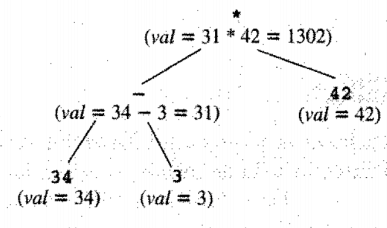 *
(val = 31 * 42 = 1302)
–
42
(val = 34 – 3 = 31)
(val = 42)
34
3
(val = 34)
(val = 3)